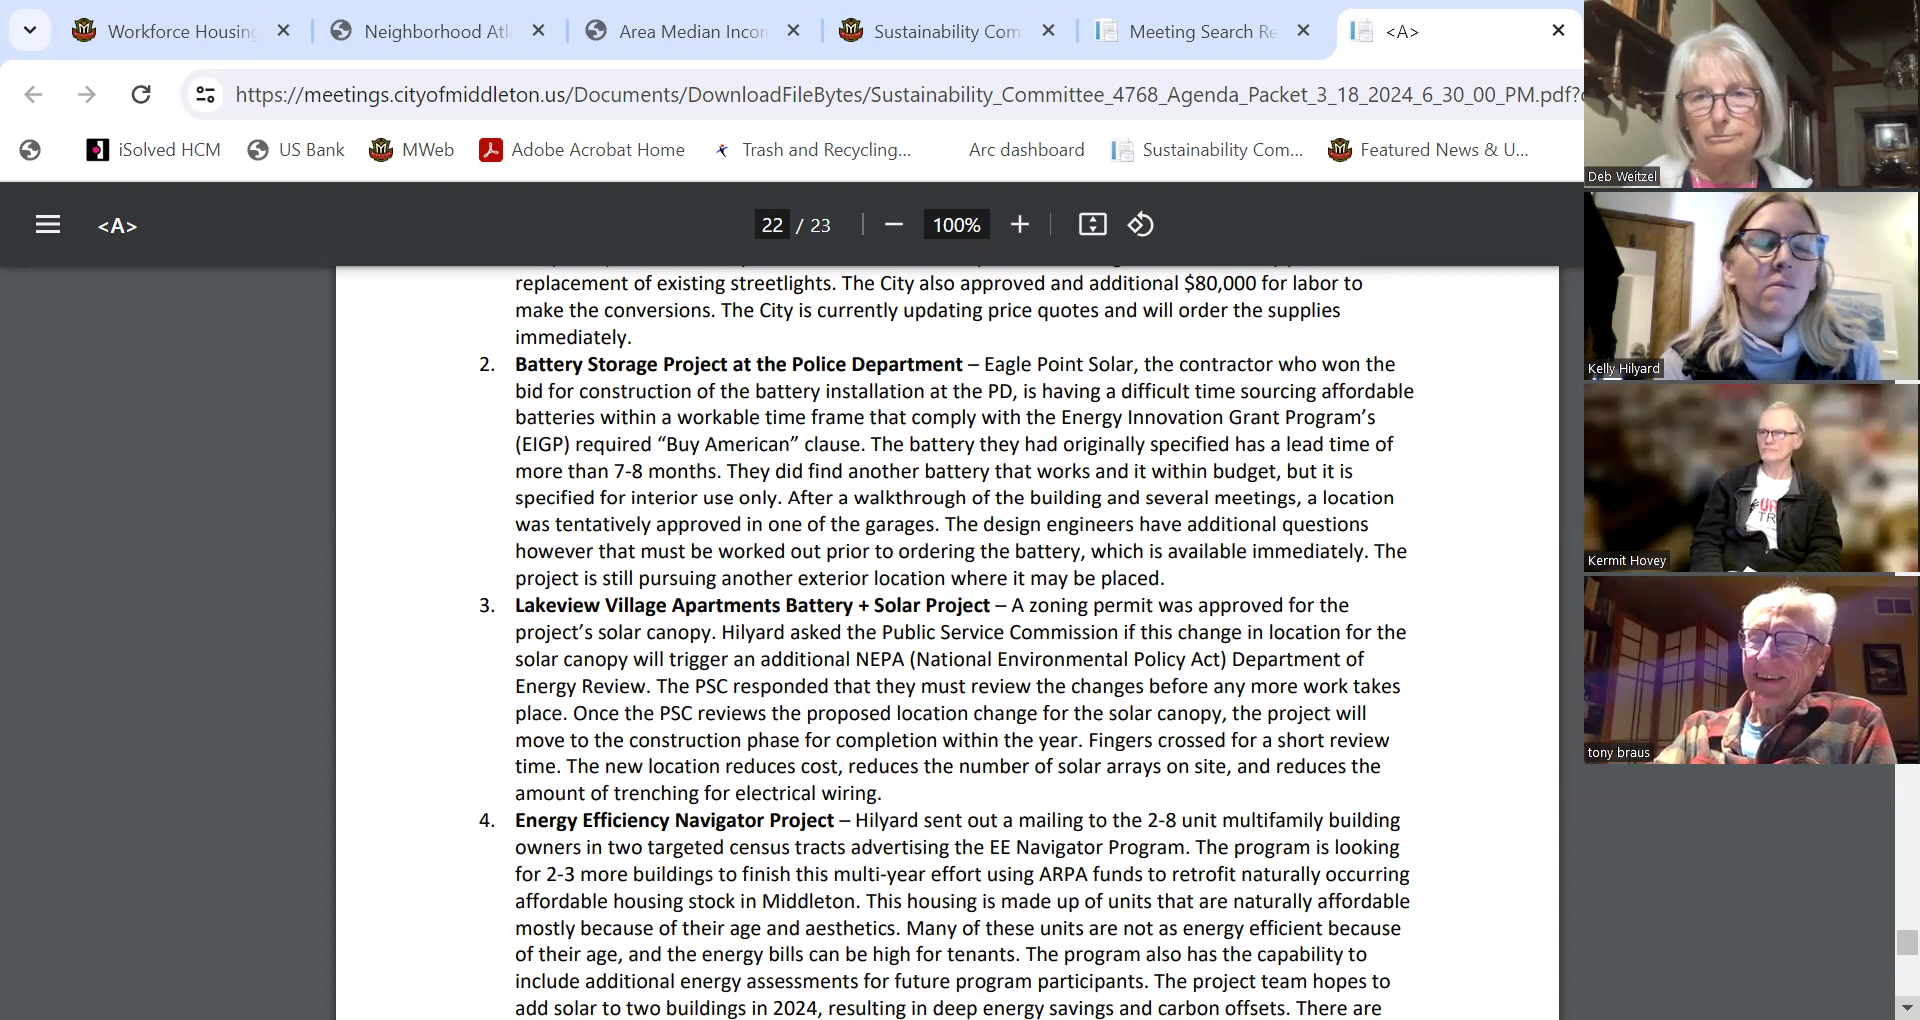 Workforce Housing
Neighborhood Atl
Area Median Incom
Sustainability Com
Meeting Search Re
<A>
https://meetings.cityofmiddleton.us/Documents/DownloadFileBytes/Sustainability_Committee_4768_Agenda_Packet_3_18_2024_6_30_00_PM.pdf?
iSolved HCM
US Bank
MWeb
Adobe Acrobat Home
Trash and Recycling...
Arc dashboard
Sustainability Com...
Featured News & U...
<A>
22 / 23
100%
replacement of existing streetlights. The City also approved and additional $80,000 for labor to
make the conversions. The City is currently updating price quotes and will order the supplies
immediately.
2. Battery Storage Project at the Police Department – Eagle Point Solar, the contractor who won the
bid for construction of the battery installation at the PD, is having a difficult time sourcing affordable
batteries within a workable time frame that comply with the Energy Innovation Grant Program’s
(EIGP) required “Buy American” clause. The battery they had originally specified has a lead time of
more than 7-8 months. They did find another battery that works and it within budget, but it is
specified for interior use only. After a walkthrough of the building and several meetings, a location
was tentatively approved in one of the garages. The design engineers have additional questions
however that must be worked out prior to ordering the battery, which is available immediately. The
project is still pursuing another exterior location where it may be placed.
3. Lakeview Village Apartments Battery + Solar Project – A zoning permit was approved for the
project’s solar canopy. Hilyard asked the Public Service Commission if this change in location for the
solar canopy will trigger an additional NEPA (National Environmental Policy Act) Department of
Energy Review. The PSC responded that they must review the changes before any more work takes
place. Once the PSC reviews the proposed location change for the solar canopy, the project will
move to the construction phase for completion within the year. Fingers crossed for a short review
time. The new location reduces cost, reduces the number of solar arrays on site, and reduces the
amount of trenching for electrical wiring.
4. Energy Efficiency Navigator Project – Hilyard sent out a mailing to the 2-8 unit multifamily building
owners in two targeted census tracts advertising the EE Navigator Program. The program is looking
for 2-3 more buildings to finish this multi-year effort using ARPA funds to retrofit naturally occurring
affordable housing stock in Middleton. This housing is made up of units that are naturally affordable
mostly because of their age and aesthetics. Many of these units are not as energy efficient because
of their age, and the energy bills can be high for tenants. The program also has the capability to
include additional energy assessments for future program participants. The project team hopes to
add solar to two buildings in 2024, resulting in deep energy savings and carbon offsets. There are
Deb Weitzel
Kelly Hilyard
Kermit Hovey
tony braus